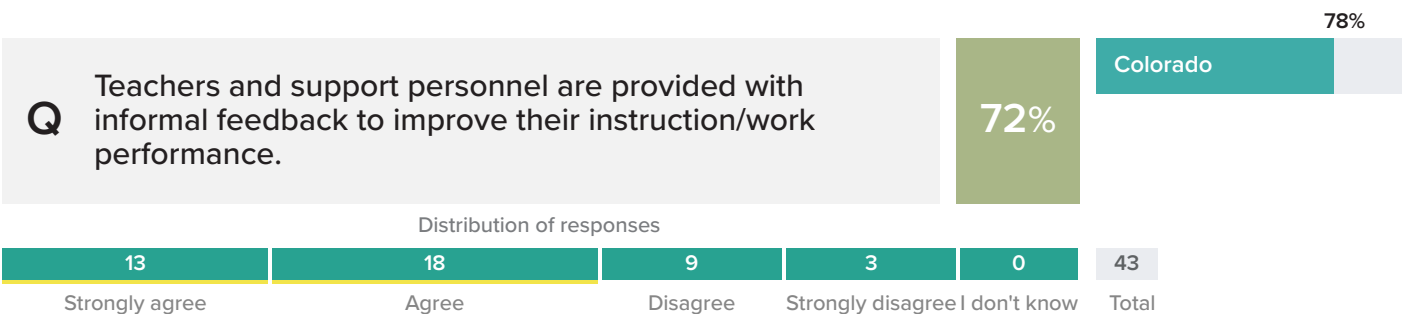 78%
Q
Teachers and support personnel are provided with
informal feedback to improve their instruction/work
performance.
72%
Colorado
Distribution of responses
13 18 9 3 0 43
Strongly agree Agree Disagree Strongly disagree I don't know Total